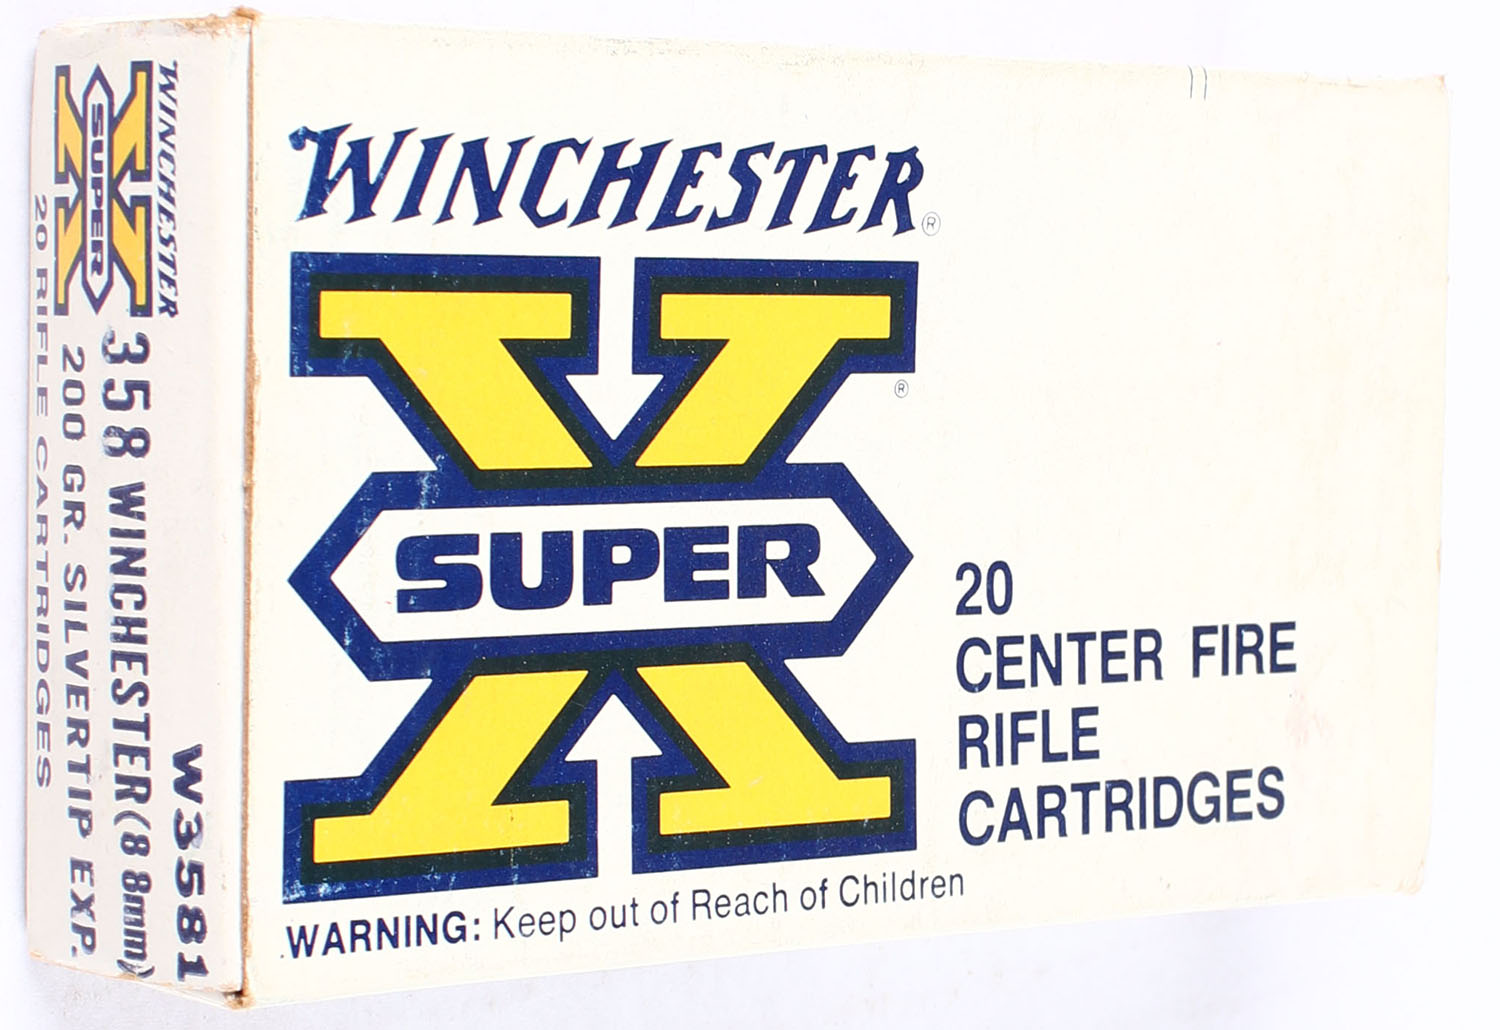 WINCHESTER®
SUPER X®
20
CENTER FIRE
RIFLE
CARTRIDGES
WARNING: Keep out of Reach of Children
WINCHESTER
SUPER X
W3581
358 WINCHESTER (8 8mm)
200 GR. SILVERTIP EXP.
20 RIFLE CARTRIDGES